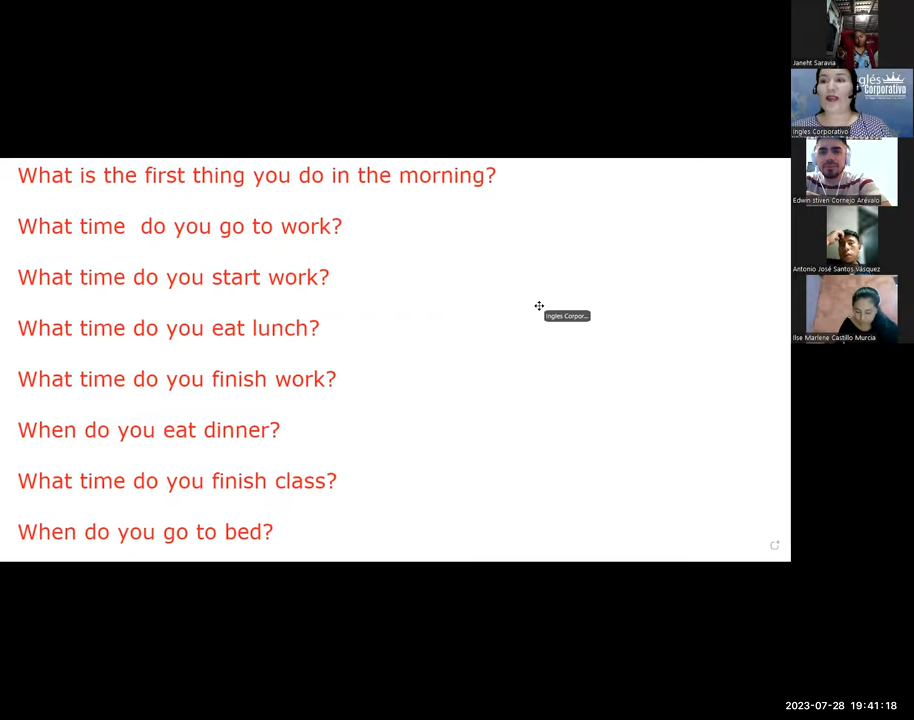 Janeht Saravia
glés
Corporativo
Ingles Corporativo
What is the first thing you do in the morning?
Edwin stiven Cornejo Arévalo
What time  do you go to work?
Antonio José Santos Vásquez
What time do you start work?
Ingles Corpor...
What time do you eat lunch?
Ilse Marlene Castillo Murcia
What time do you finish work?
When do you eat dinner?
What time do you finish class?
When do you go to bed?
2023-07-28 19:41:18